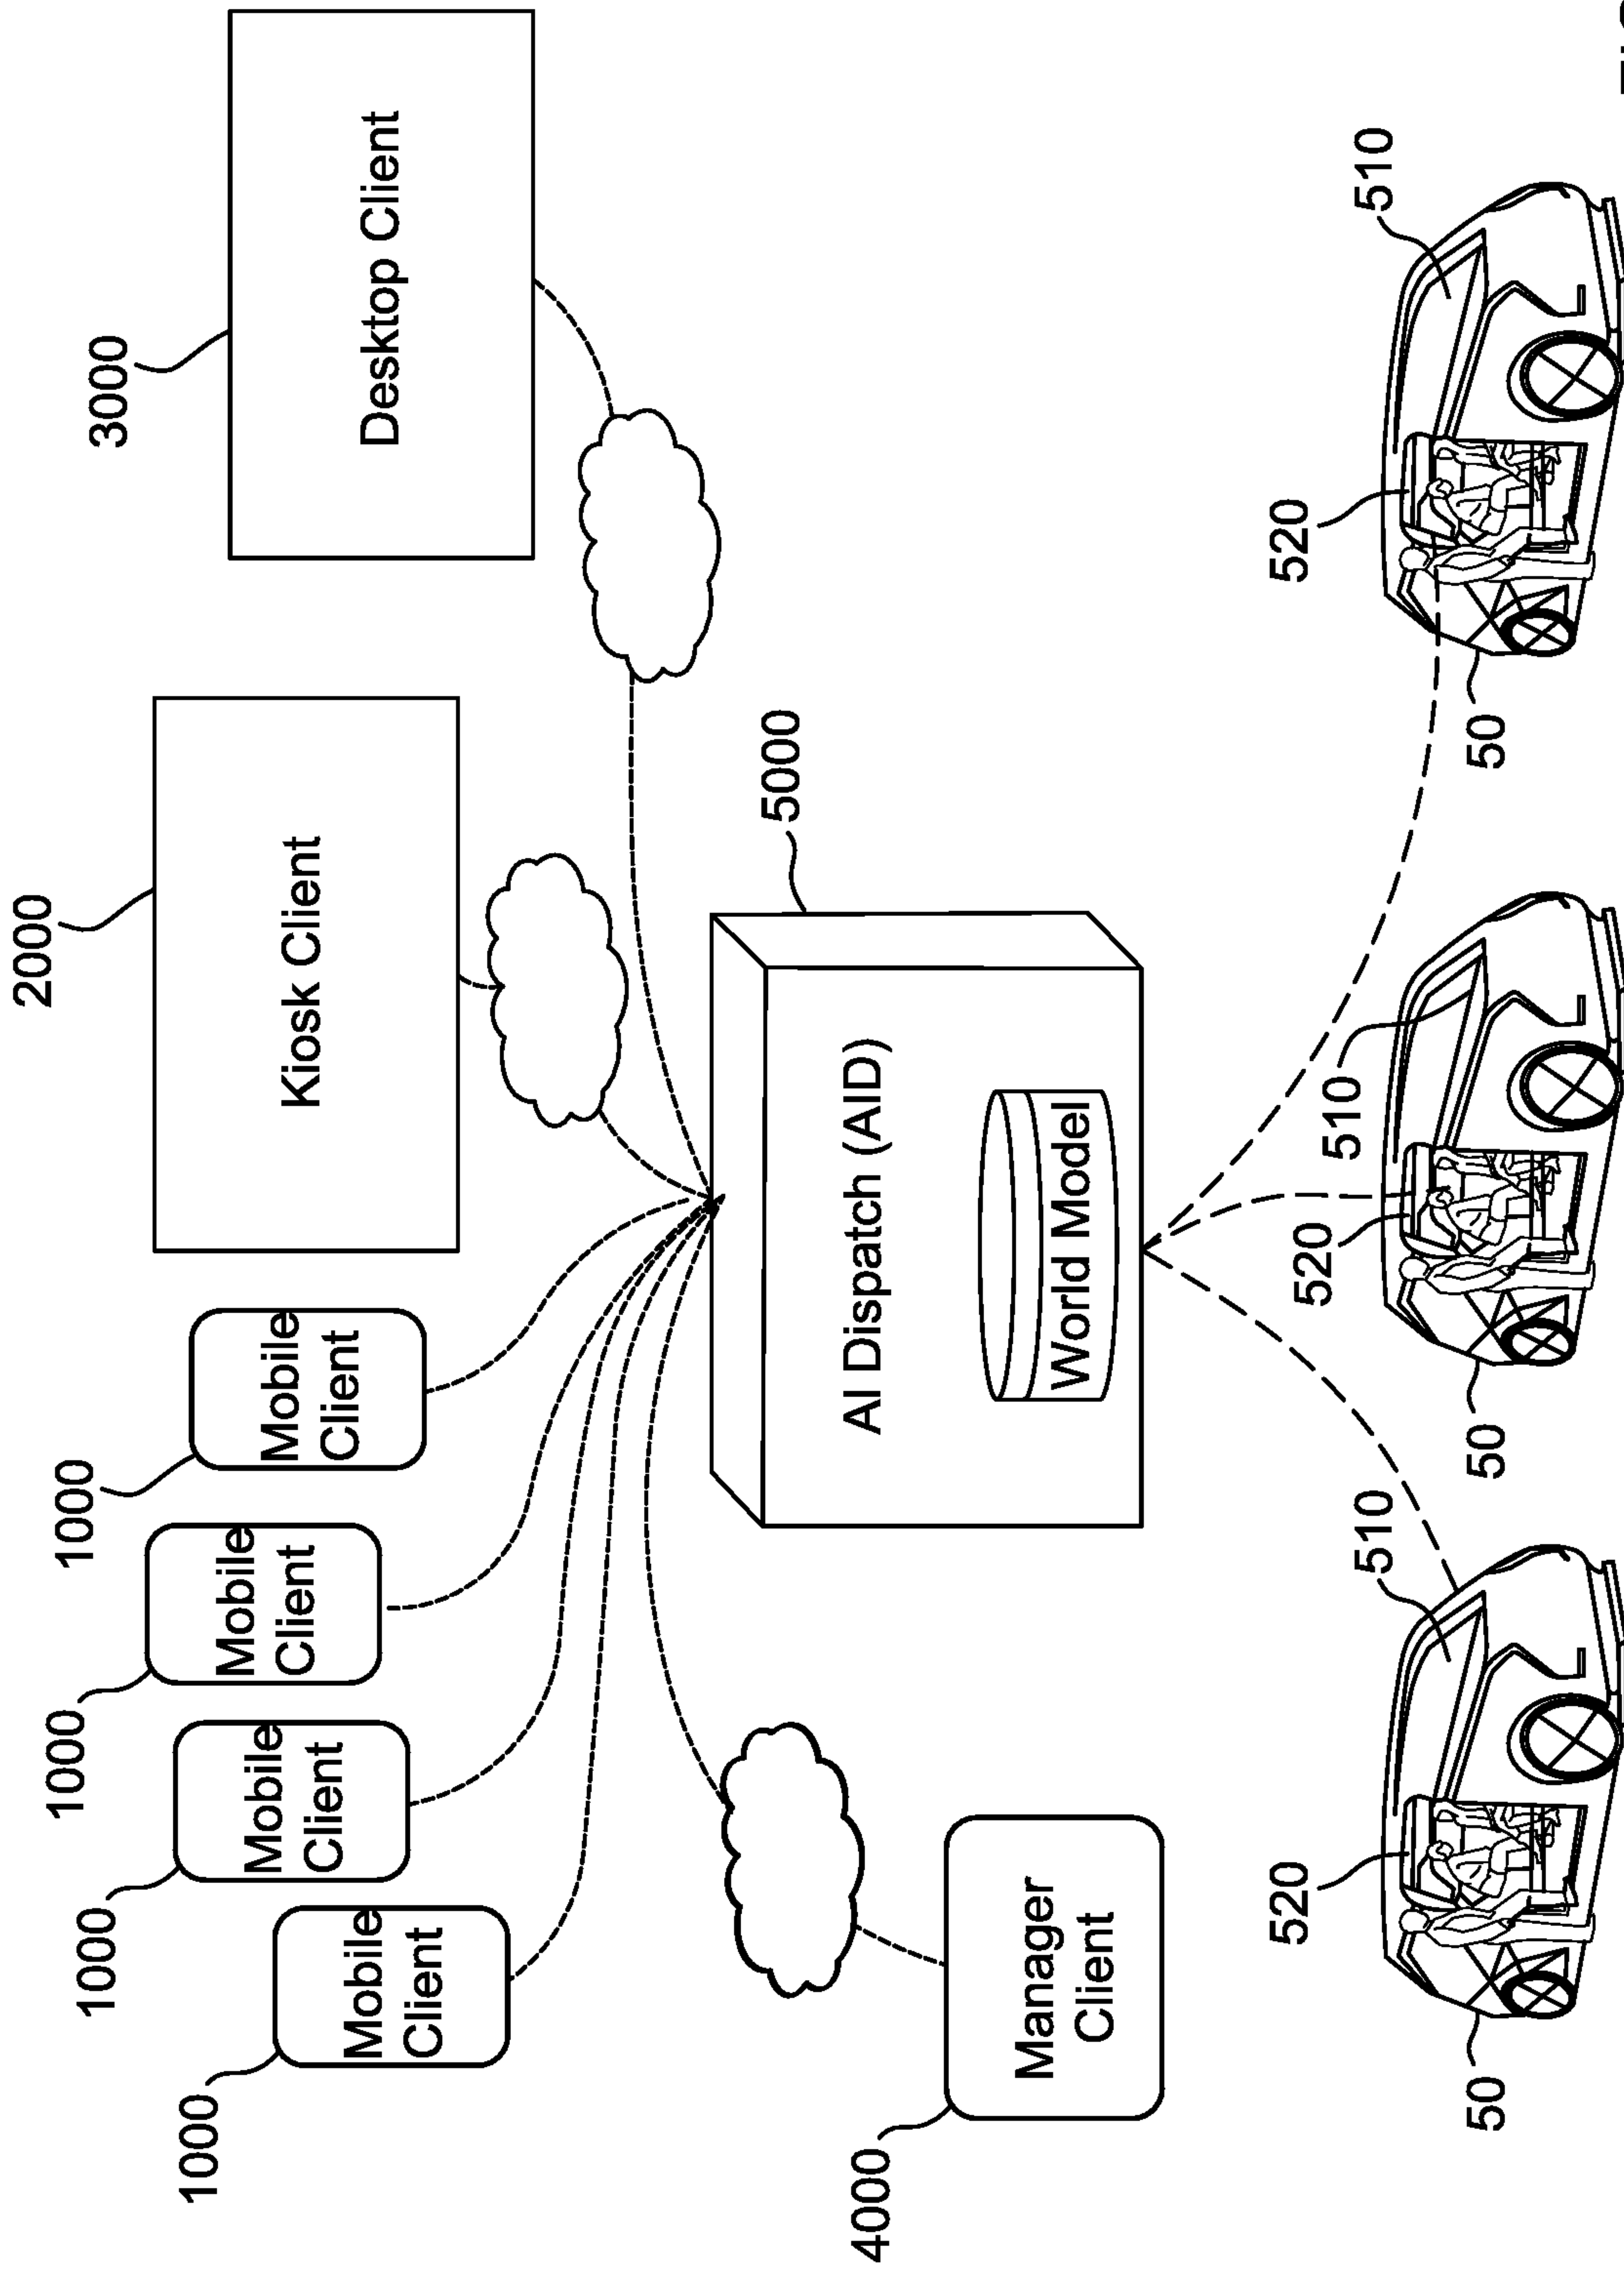 2000
3000
1000
1000
1000
1000
Mobile
Client
Mobile
Client
Mobile
Client
Mobile
Client
Kiosk Client
Desktop Client
5000
4000
Manager
Client
AI Dispatch (AID)
World Model
520
510
50
520
510
50
520
510
50